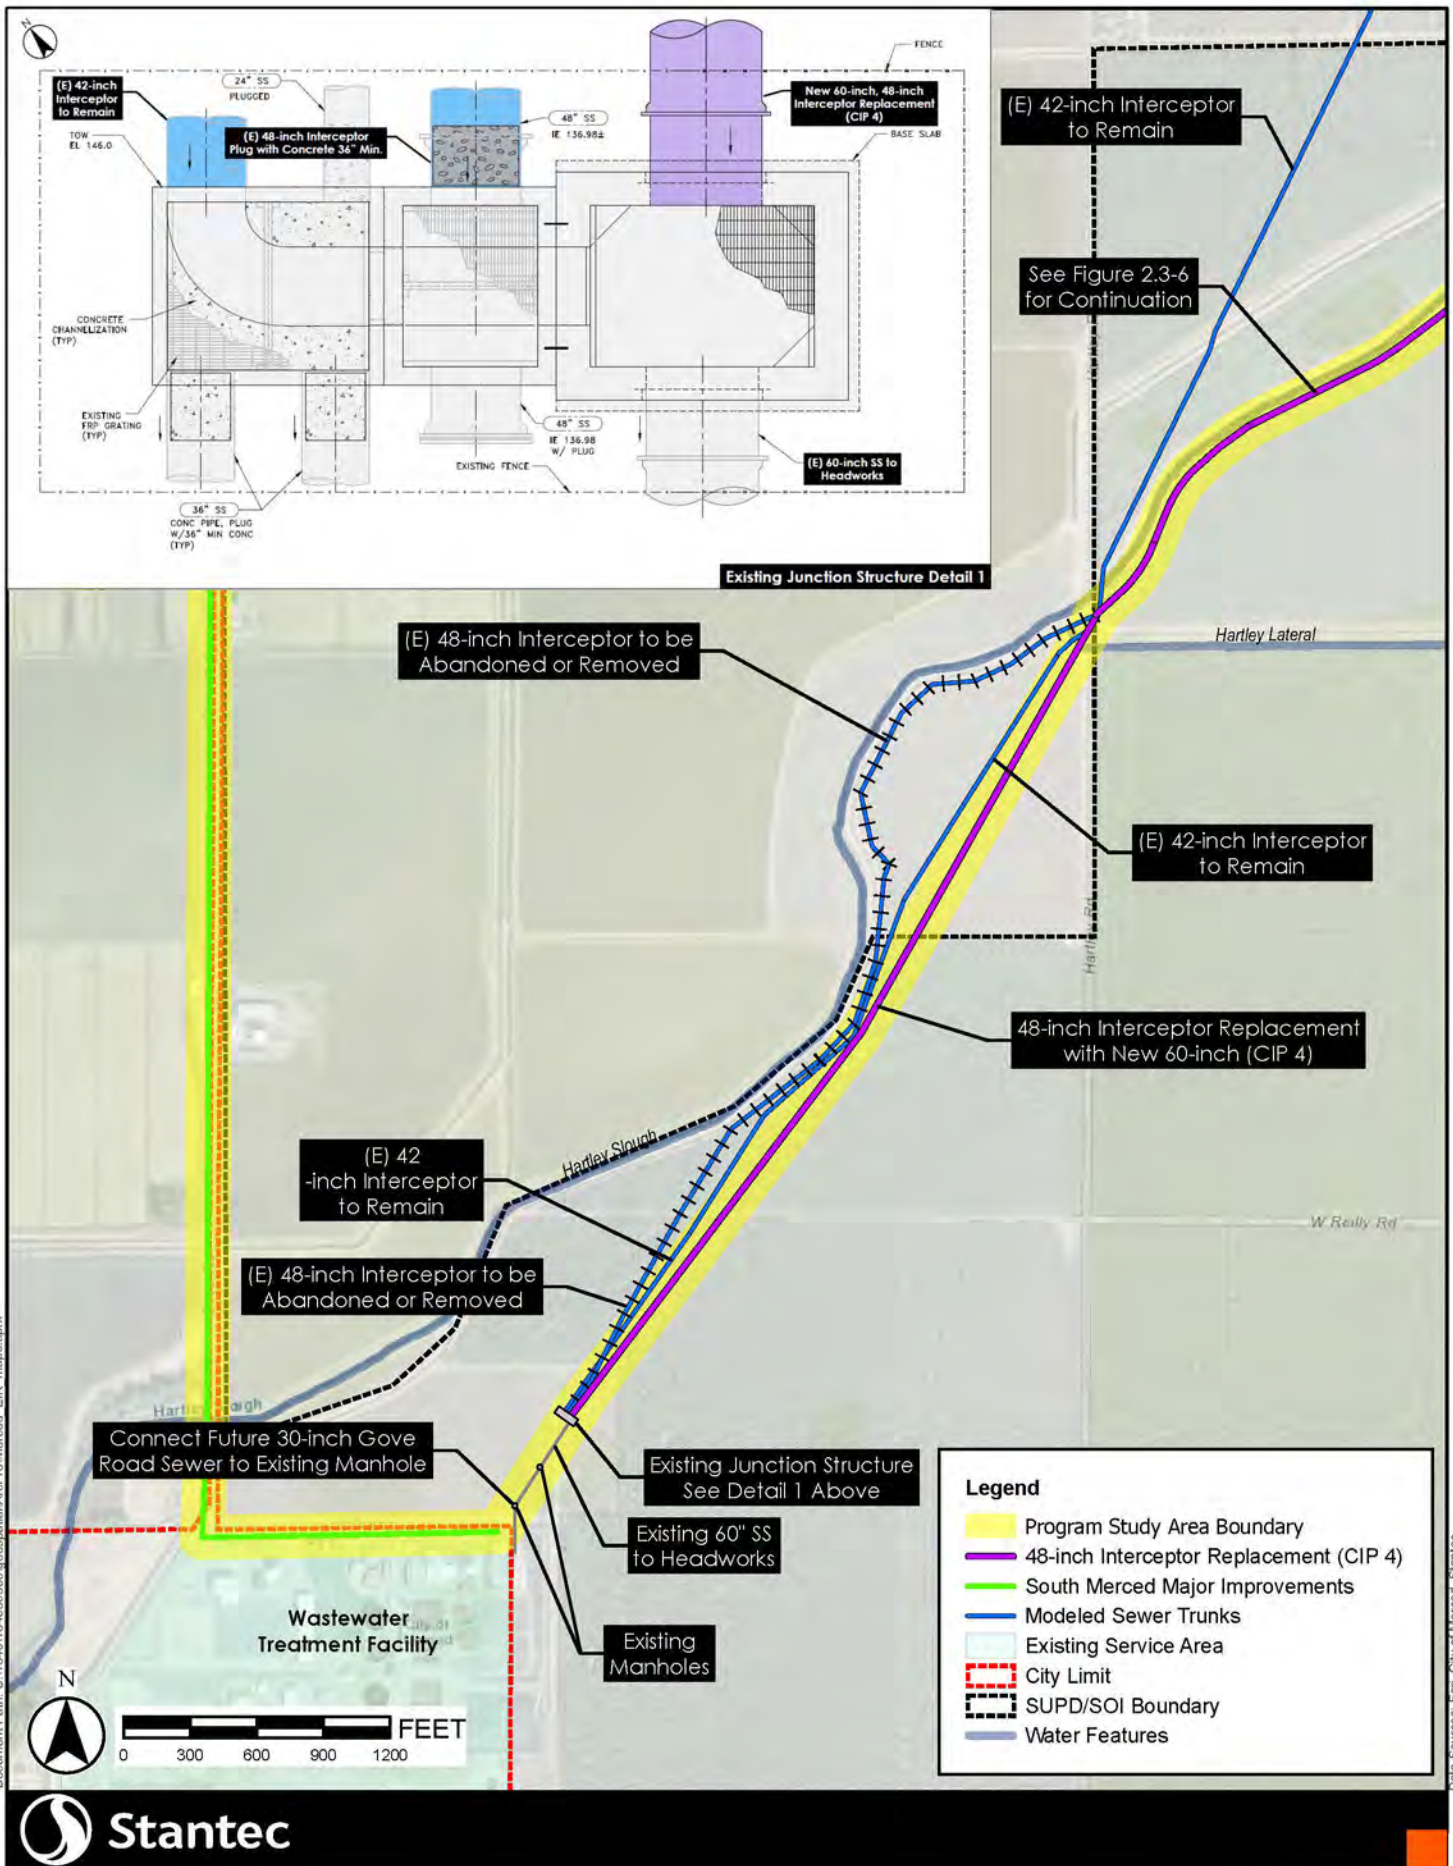 N
(E) 42-inch
Interceptor
to Remain
TOW
EL 146.0
24" SS
PLUGGED
(E) 48-inch Interceptor
Plug with Concrete 36" Min.
48" SS
IE 136.98±
New 60-inch, 48-inch
Interceptor Replacement
(CIP 4)
FENCE
BASE SLAB
CONCRETE
CHANNELIZATION
(TYP)
EXISTING
FRP GRATING
(TYP)
36" SS
CONC PIPE, PLUG
W/36" MIN CONC
(TYP)
EXISTING FENCE
48" SS
IE 136.98
W/ PLUG
(E) 60-inch SS to
Headworks
Existing Junction Structure Detail 1
(E) 42-inch Interceptor
to Remain
See Figure 2.3-6
for Continuation
Hartley Lateral
(E) 48-inch Interceptor to be
Abandoned or Removed
(E) 42-inch Interceptor
to Remain
Hartley Rd
48-inch Interceptor Replacement
with New 60-inch (CIP 4)
Hartley Slough
(E) 42
-inch Interceptor
to Remain
W Reilly Rd
(E) 48-inch Interceptor to be
Abandoned or Removed
Connect Future 30-inch Gove
Road Sewer to Existing Manhole
Existing Junction Structure
See Detail 1 Above
Existing 60" SS
to Headworks
Existing
Manholes
Wastewater
Treatment Facility
City of
N
FEET
0 300 600 900 1200
Legend
Program Study Area Boundary
48-inch Interceptor Replacement (CIP 4)
South Merced Major Improvements
Modeled Sewer Trunks
Existing Service Area
City Limit
SUPD/SOI Boundary
Water Features
Stantec